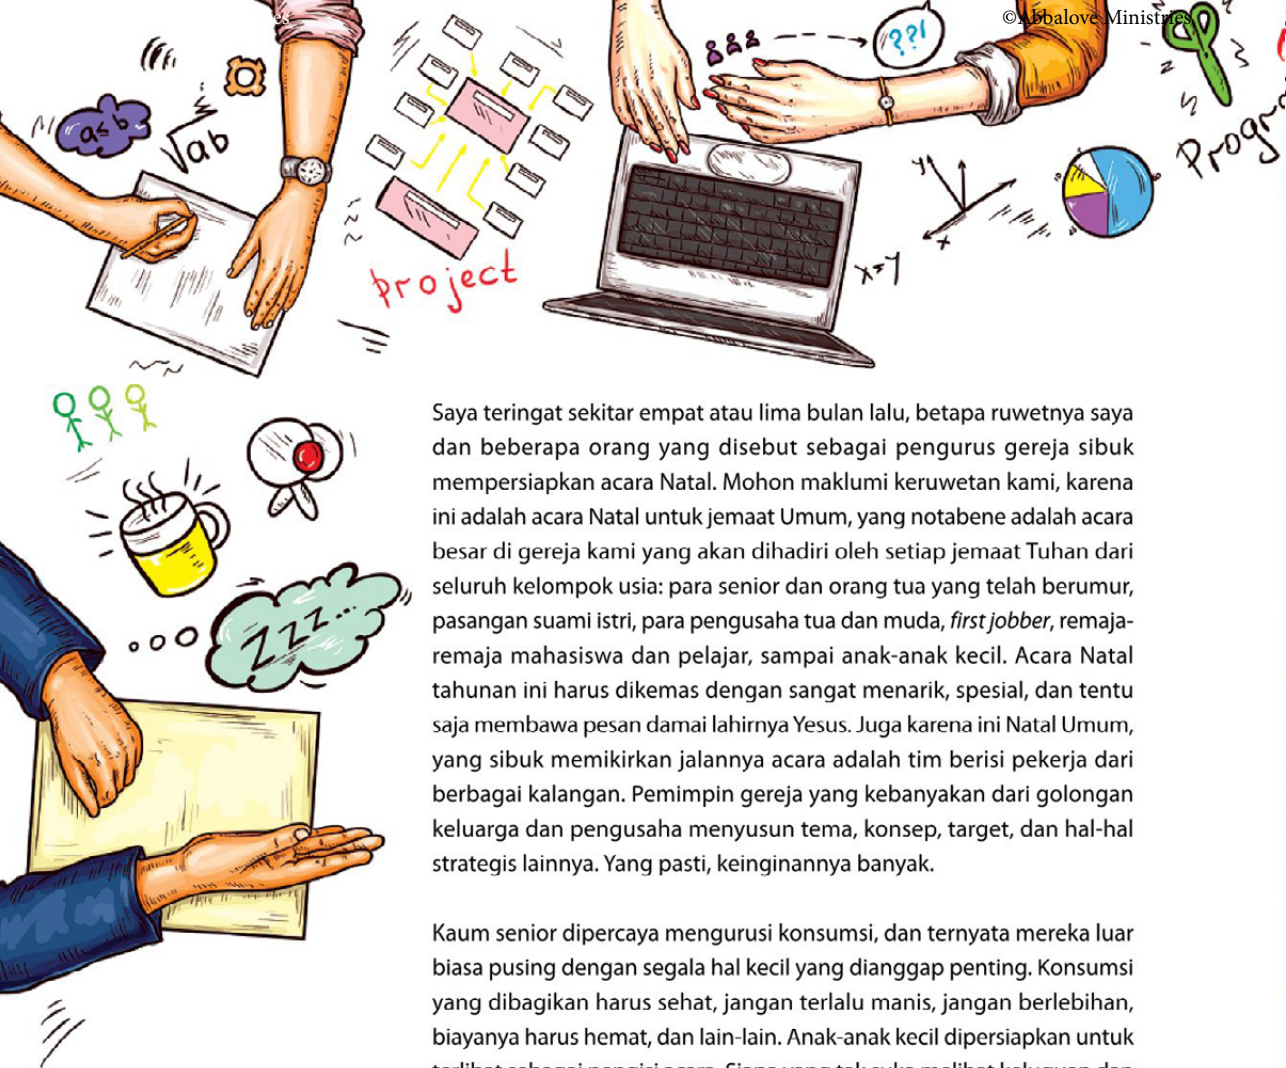 es
©Abbalove Ministries
??!
a≤b
√ab
Progr
y
x
x=y
project
Zzz...
Saya teringat sekitar empat atau lima bulan lalu, betapa ruwetnya saya
dan beberapa orang yang disebut sebagai pengurus gereja sibuk
mempersiapkan acara Natal. Mohon maklumi keruwetan kami, karena
ini adalah acara Natal untuk jemaat Umum, yang notabene adalah acara
besar di gereja kami yang akan dihadiri oleh setiap jemaat Tuhan dari
seluruh kelompok usia: para senior dan orang tua yang telah berumur,
pasangan suami istri, para pengusaha tua dan muda, first jobber, remaja-
remaja mahasiswa dan pelajar, sampai anak-anak kecil. Acara Natal
tahunan ini harus dikemas dengan sangat menarik, spesial, dan tentu
saja membawa pesan damai lahirnya Yesus. Juga karena ini Natal Umum,
yang sibuk memikirkan jalannya acara adalah tim berisi pekerja dari
berbagai kalangan. Pemimpin gereja yang kebanyakan dari golongan
keluarga dan pengusaha menyusun tema, konsep, target, dan hal-hal
strategis lainnya. Yang pasti, keinginannya banyak.
Kaum senior dipercaya mengurusi konsumsi, dan ternyata mereka luar
biasa pusing dengan segala hal kecil yang dianggap penting. Konsumsi
yang dibagikan harus sehat, jangan terlalu manis, jangan berlebihan,
biayanya harus hemat, dan lain-lain. Anak-anak kecil dipersiapkan untuk